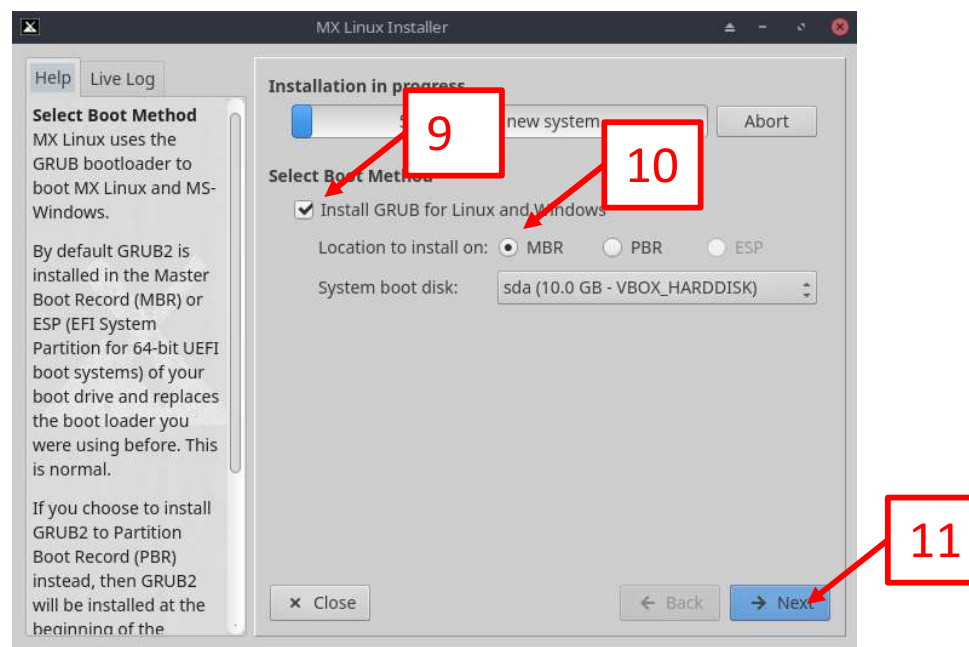 MX Linux Installer
Help
Live Log
Select Boot Method
MX Linux uses the
GRUB bootloader to
boot MX Linux and MS-
Windows.
By default GRUB2 is
installed in the Master
Boot Record (MBR) or
ESP (EFI System
Partition for 64-bit UEFI
boot systems) of your
boot drive and replaces
the boot loader you
were using before. This
is normal.
If you choose to install
GRUB2 to Partition
Boot Record (PBR)
instead, then GRUB2
will be installed at the
beginning of the
Installation in progress
new system
Abort
9
10
Select Boot Method
Install GRUB for Linux and Windows
Location to install on: MBR PBR ESP
System boot disk: sda (10.0 GB - VBOX_HARDDISK)
11
Close
Back
Next